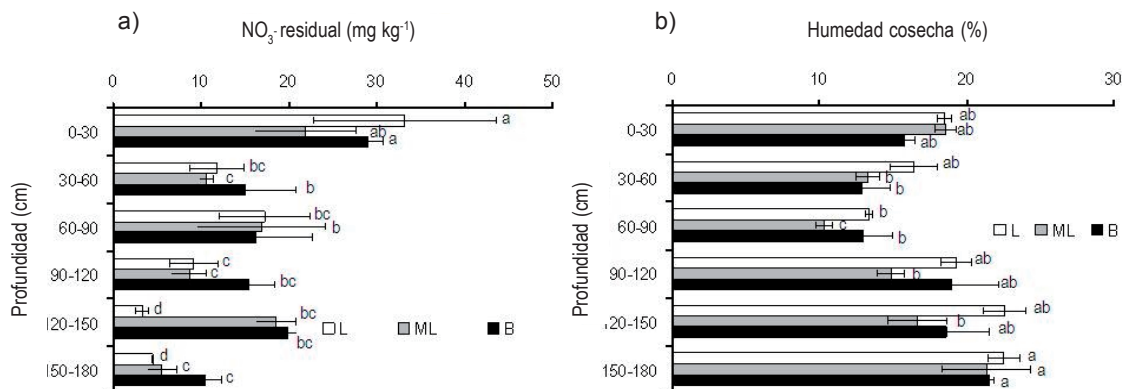 a) NO₃- residual (mg kg⁻¹)
0 10 20 30 40 50
Profundidad (cm)
0-30 a
ab
a
30-60 bc
c
b
60-90 bc
b
90-120 c
c
bc
120-150 d
bc
bc
L ML B
150-180 d
c
c
b) Humedad cosecha (%)
0 10 20 30
Profundidad (cm)
0-30 ab
ab
ab
30-60 ab
b
b
60-90 b
c
b
L ML B
90-120 ab
b
ab
120-150 ab
b
ab
150-180 a
a
a